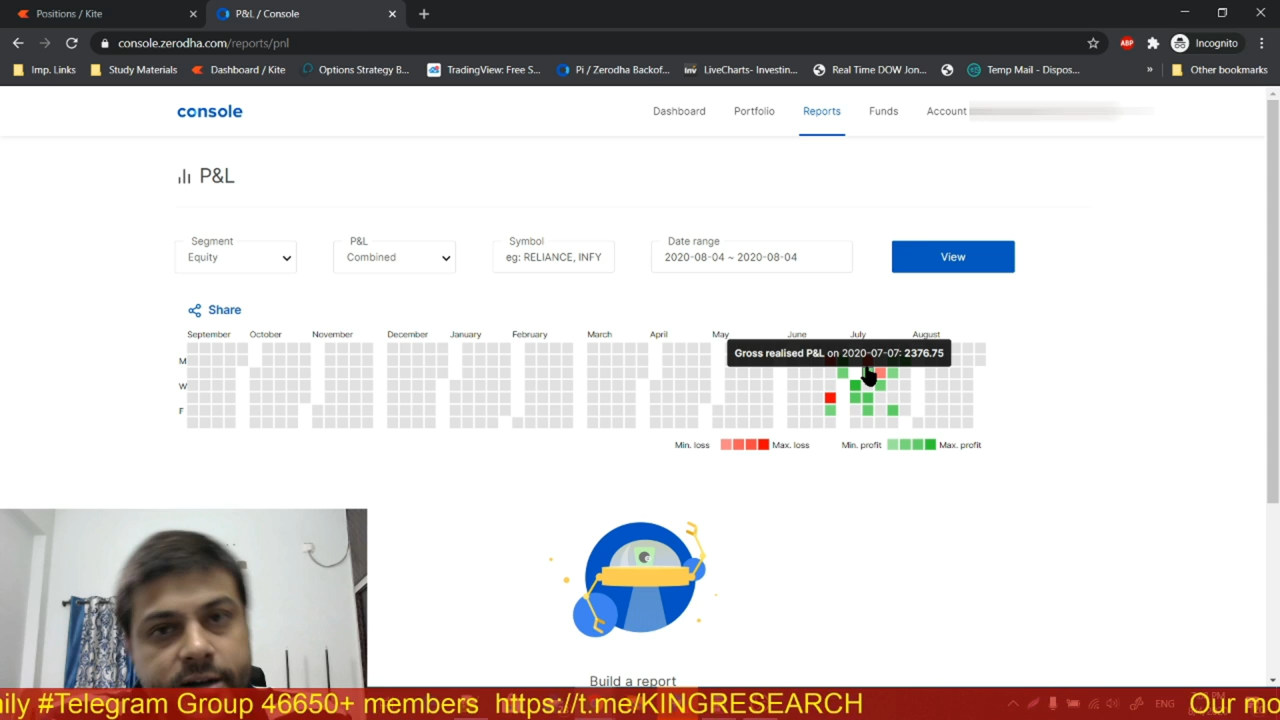 Positions / Kite
P&L / Console
console.zerodha.com/reports/pnl
ABP
Incognito
Imp. Links
Study Materials
Dashboard / Kite
Options Strategy B...
TradingView: Free S...
Pi / Zerodha Backof...
Inv
LiveCharts- Investin...
Real Time DOW Jon...
Temp Mail - Dispos...
»
Other bookmarks
console
Dashboard
Portfolio
Reports
Funds
Account
P&L
Segment
Equity
P&L
Combined
Symbol
eg: RELIANCE, INFY
Date range
2020-08-04 ~ 2020-08-04
View
Share
September October November December January February March April May June July August
Gross realised P&L on 2020-07-07: 2376.75
M
W
F
Min. loss
Max. loss
Min. profit
Max. profit
Build a report
ily #Telegram Group 46650+ members https://t.me/KINGRESEARCH
Our mo
ENG